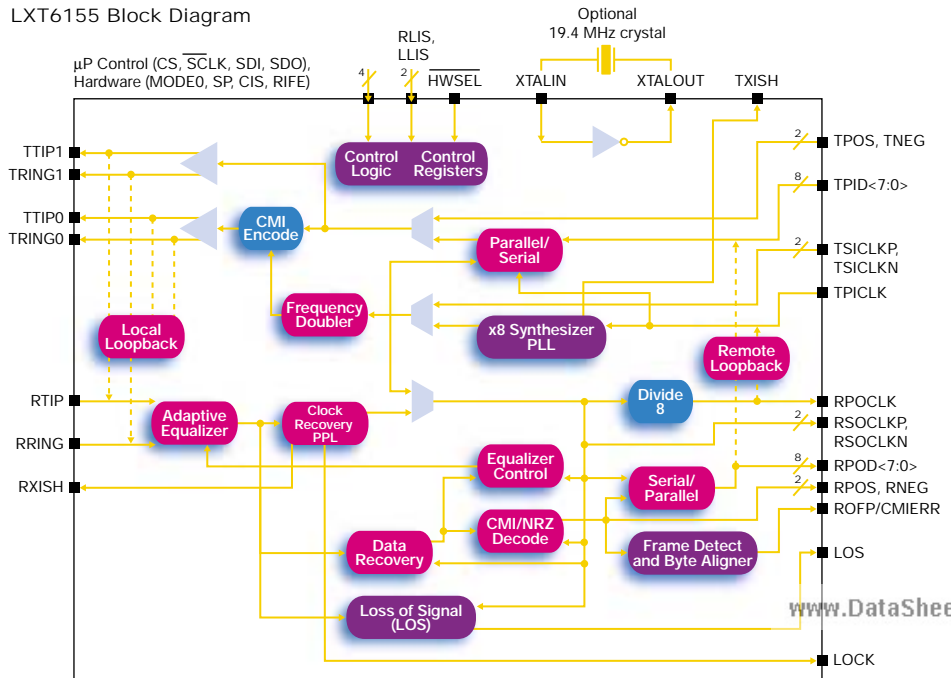 LXT6155 Block Diagram
Optional
19.4 MHz crystal
RLIS,
LLIS
µP Control (CS, SCLK, SDI, SDO),
Hardware (MODE0, SP, CIS, RIFE)
4
2
HWSEL
XTALIN
XTALOUT
TXISH
TTIP1
TRING1
TTIP0
TRING0
Control
Logic
Control
Registers
2
TPOS, TNEG
8
TPID<7:0>
CMI
Encode
Parallel/
Serial
2
TSICLKP,
TSICLKN
TPICLK
Frequency
Doubler
x8 Synthesizer
PLL
Local
Loopback
Remote
Loopback
RTIP
RRING
RXISH
Adaptive
Equalizer
Clock
Recovery
PPL
Divide
8
RPOCLK
2
RSOCLKP,
RSOCLKN
8
RPOD<7:0>
2
RPOS, RNEG
ROFP/CMIERR
Equalizer
Control
Serial/
Parallel
CMI/NRZ
Decode
Data
Recovery
Frame Detect
and Byte Aligner
LOS
Loss of Signal
(LOS)
www.DataShee
LOCK